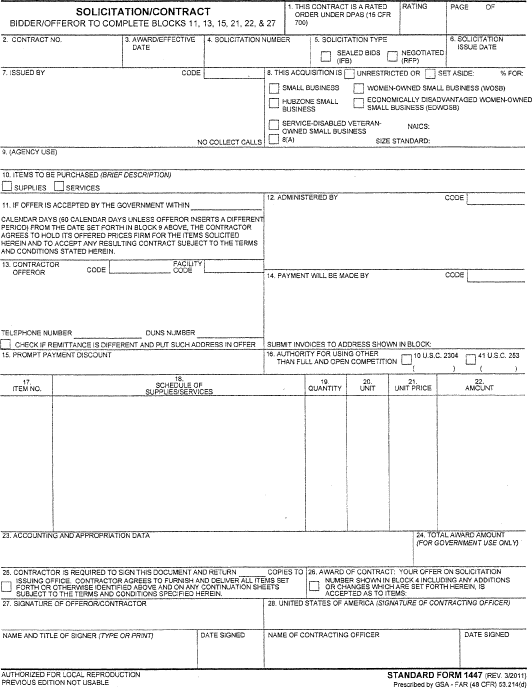 SOLICITATION/CONTRACT
BIDDER/OFFEROR TO COMPLETE BLOCKS 11, 13, 15, 21, 22, & 27
1. THIS CONTRACT IS A RATED
ORDER UNDER DPAS (15 CFR
700)
RATING
PAGE OF
2. CONTRACT NO.
3. AWARD/EFFECTIVE
DATE
4. SOLICITATION NUMBER
5. SOLICITATION TYPE
SEALED BIDS
(IFB)
NEGOTIATED
(RFP)
6. SOLICITATION
ISSUE DATE
7. ISSUED BY
CODE
NO COLLECT CALLS
8. THIS ACQUISITION IS
UNRESTRICTED OR
SET ASIDE: % FOR:
SMALL BUSINESS
WOMEN-OWNED SMALL BUSINESS (WOSB)
HUBZONE SMALL
BUSINESS
ECONOMICALLY DISADVANTAGED WOMEN-OWNED
SMALL BUSINESS (EDWOSB)
SERVICE-DISABLED VETERAN-
OWNED SMALL BUSINESS
NAICS:
8(A)
SIZE STANDARD:
9. (AGENCY USE)
10. ITEMS TO BE PURCHASED (BRIEF DESCRIPTION)
SUPPLIES
SERVICES
11. IF OFFER IS ACCEPTED BY THE GOVERNMENT WITHIN
CALENDAR DAYS (60 CALENDAR DAYS UNLESS OFFEROR INSERTS A DIFFERENT
PERIOD) FROM THE DATE SET FORTH IN BLOCK 9 ABOVE, THE CONTRACTOR
AGREES TO HOLD ITS OFFERED PRICES FIRM FOR THE ITEMS SOLICITED
HEREIN AND TO ACCEPT ANY RESULTING CONTRACT SUBJECT TO THE TERMS
AND CONDITIONS STATED HEREIN.
12. ADMINISTERED BY
CODE
13. CONTRACTOR
OFFEROR
CODE
FACILITY
CODE
TELEPHONE NUMBER
DUNS NUMBER
CHECK IF REMITTANCE IS DIFFERENT AND PUT SUCH ADDRESS IN OFFER
14. PAYMENT WILL BE MADE BY
CODE
SUBMIT INVOICES TO ADDRESS SHOWN IN BLOCK:
15. PROMPT PAYMENT DISCOUNT
16. AUTHORITY FOR USING OTHER
THAN FULL AND OPEN COMPETITION
10 U.S.C. 2304
( )
41 U.S.C. 253
( )
17.
ITEM NO.
18.
SCHEDULE OF
SUPPLIES/SERVICES
19.
QUANTITY
20.
UNIT
21.
UNIT PRICE
22.
AMOUNT
23. ACCOUNTING AND APPROPRIATION DATA
24. TOTAL AWARD AMOUNT
(FOR GOVERNMENT USE ONLY)
25. CONTRACTOR IS REQUIRED TO SIGN THIS DOCUMENT AND RETURN COPIES TO
ISSUING OFFICE. CONTRACTOR AGREES TO FURNISH AND DELIVER ALL ITEMS SET
FORTH OR OTHERWISE IDENTIFIED ABOVE AND ON ANY CONTINUATION SHEETS
SUBJECT TO THE TERMS AND CONDITIONS SPECIFIED HEREIN.
26. AWARD OF CONTRACT: YOUR OFFER ON SOLICITATION
NUMBER SHOWN IN BLOCK 4 INCLUDING ANY ADDITIONS
OR CHANGES WHICH ARE SET FORTH HEREIN, IS
ACCEPTED AS TO ITEMS:
27. SIGNATURE OF OFFEROR/CONTRACTOR
28. UNITED STATES OF AMERICA (SIGNATURE OF CONTRACTING OFFICER)
NAME AND TITLE OF SIGNER (TYPE OR PRINT)
DATE SIGNED
NAME OF CONTRACTING OFFICER
DATE SIGNED
AUTHORIZED FOR LOCAL REPRODUCTION
PREVIOUS EDITION NOT USABLE
STANDARD FORM 1447 (REV. 3/2011)
Prescribed by GSA - FAR (48 CFR) 53.214(d)